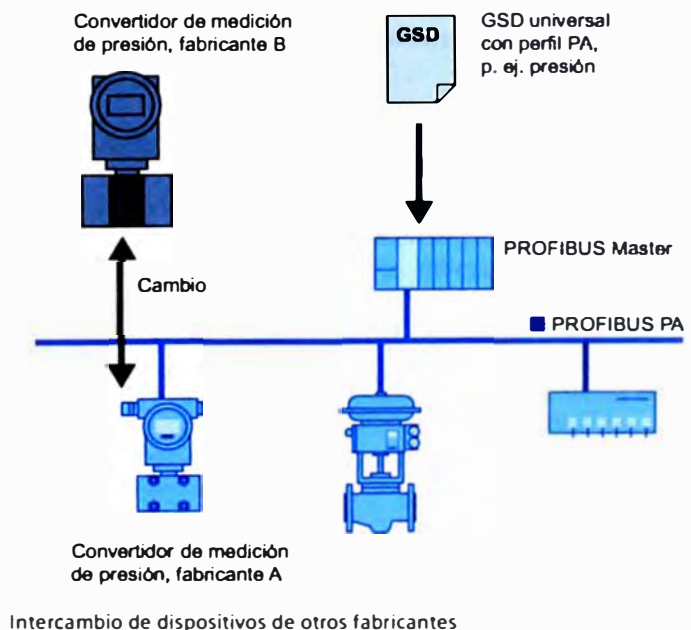 Convertidor de medición
de presión, fabricante B
GSD
GSD universal
con perfil PA,
p. ej. presión
PROFIBUS Master
Cambio
PROFIBUS PA
Convertidor de medición
de presión, fabricante A
Intercambio de dispositivos de otros fabricantes